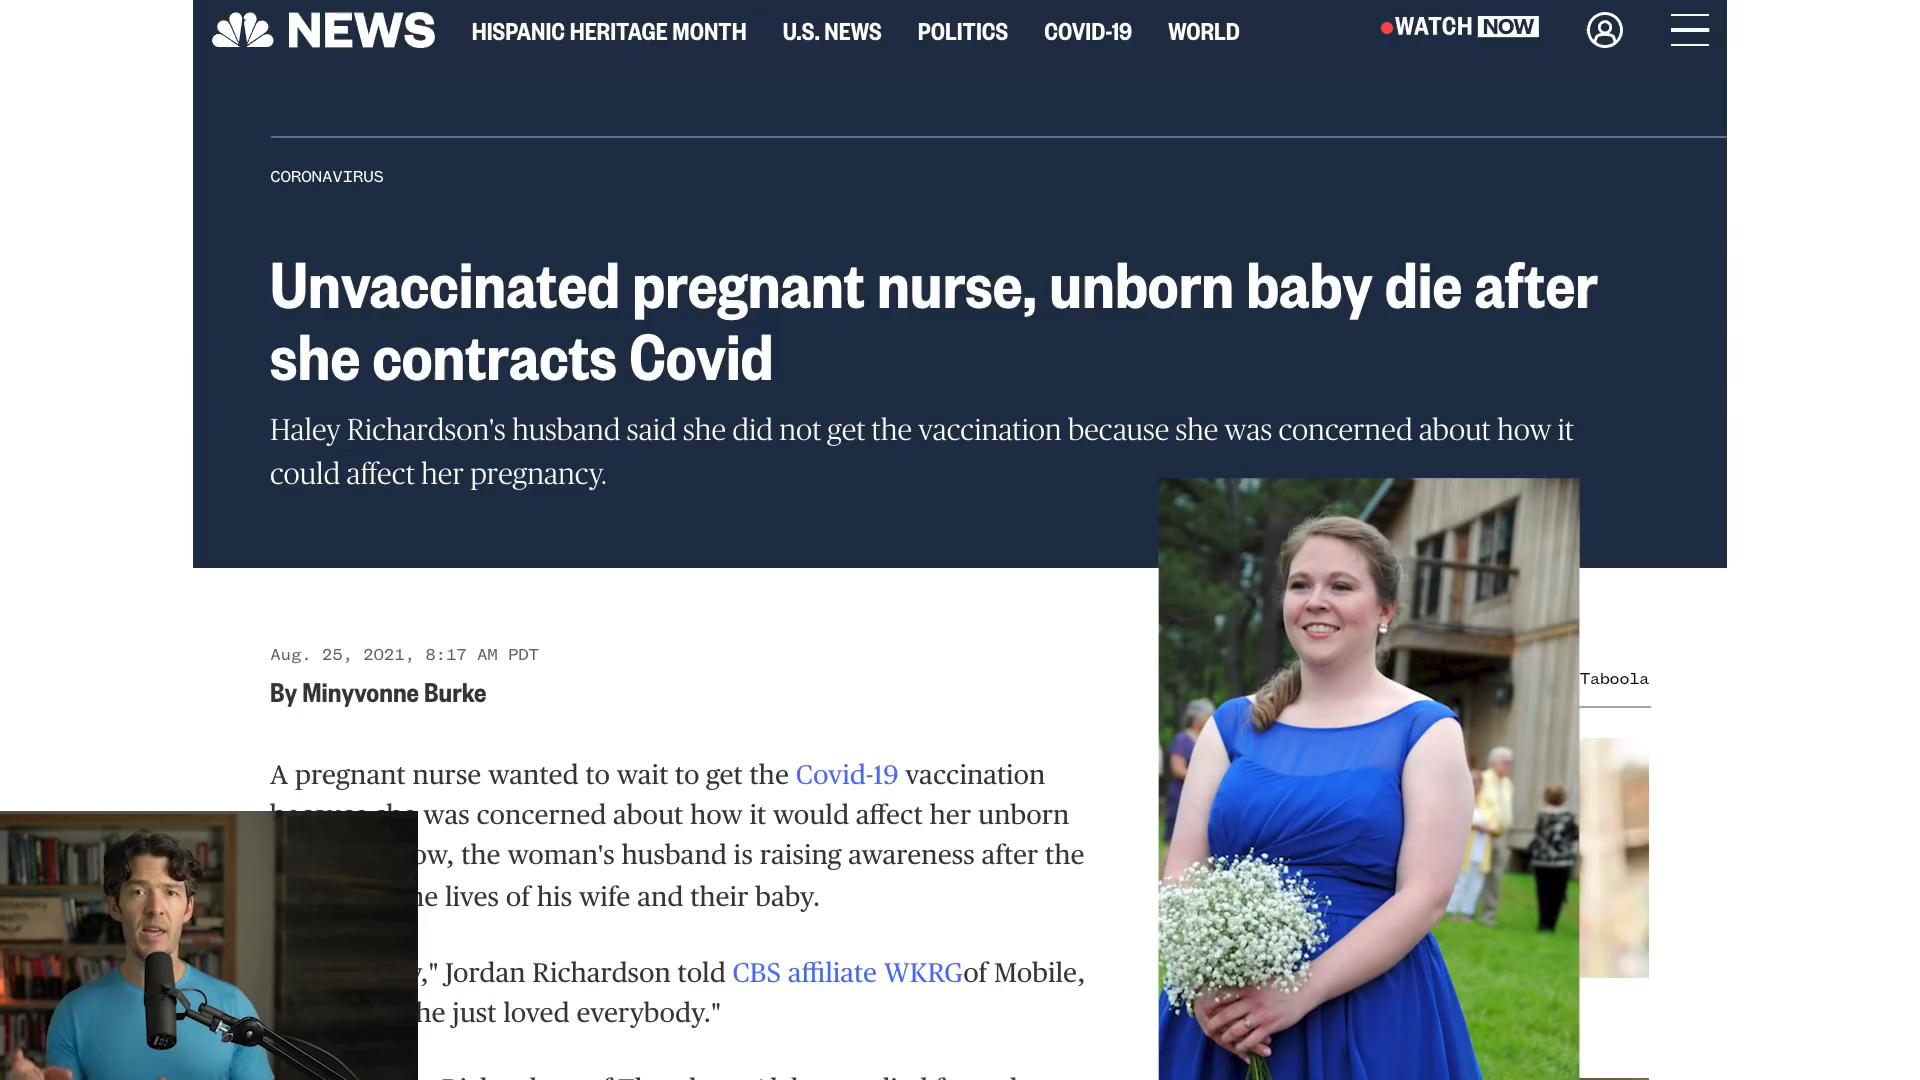 NEWS HISPANIC HERITAGE MONTH U.S. NEWS POLITICS COVID-19 WORLD WATCH NOW
CORONAVIRUS
Unvaccinated pregnant nurse, unborn baby die after
she contracts Covid
Haley Richardson's husband said she did not get the vaccination because she was concerned about how it
could affect her pregnancy.
Aug. 25, 2021, 8:17 AM PDT
By Minyvonne Burke
Taboola
A pregnant nurse wanted to wait to get the Covid-19 vaccination
was concerned about how it would affect her unborn
the woman's husband is raising awareness after the
lives of his wife and their baby.
Jordan Richardson told CBS affiliate WKRGof Mobile,
just loved everybody."